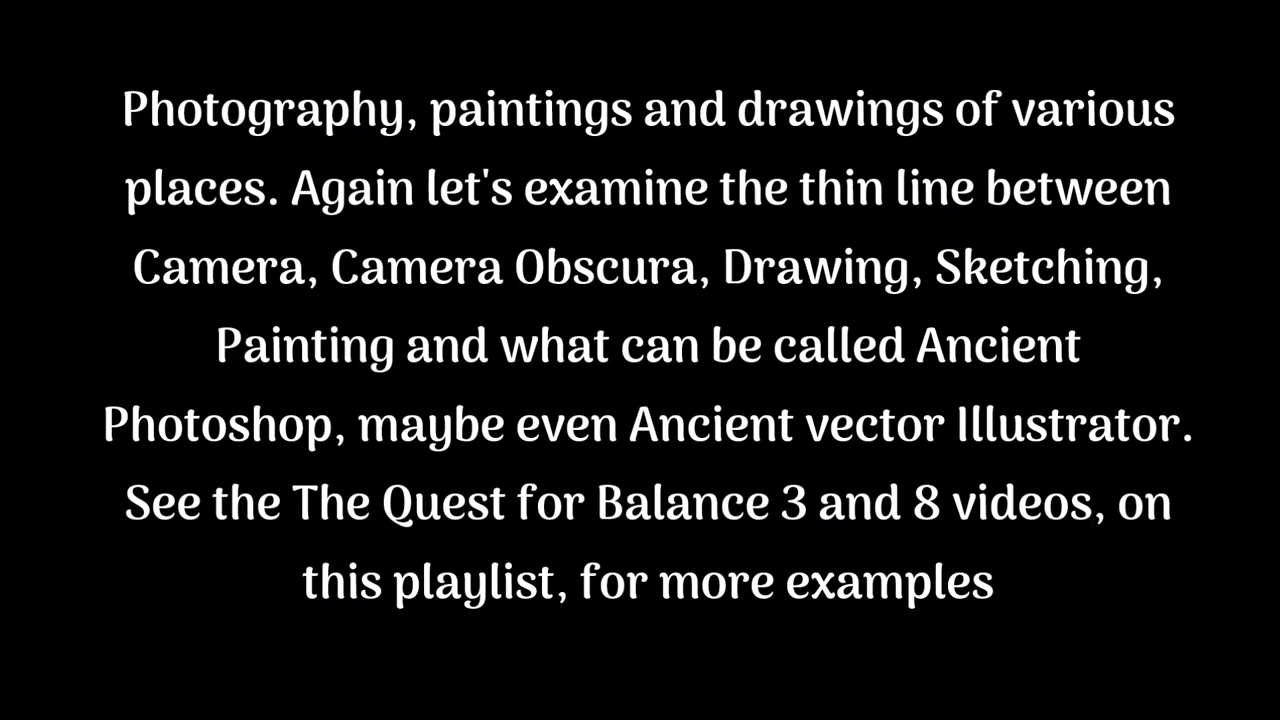 Photography, paintings and drawings of various
places. Again let's examine the thin line between
Camera, Camera Obscura, Drawing, Sketching,
Painting and what can be called Ancient
Photoshop, maybe even Ancient vector Illustrator.
See the The Quest for Balance 3 and 8 videos, on
this playlist, for more examples